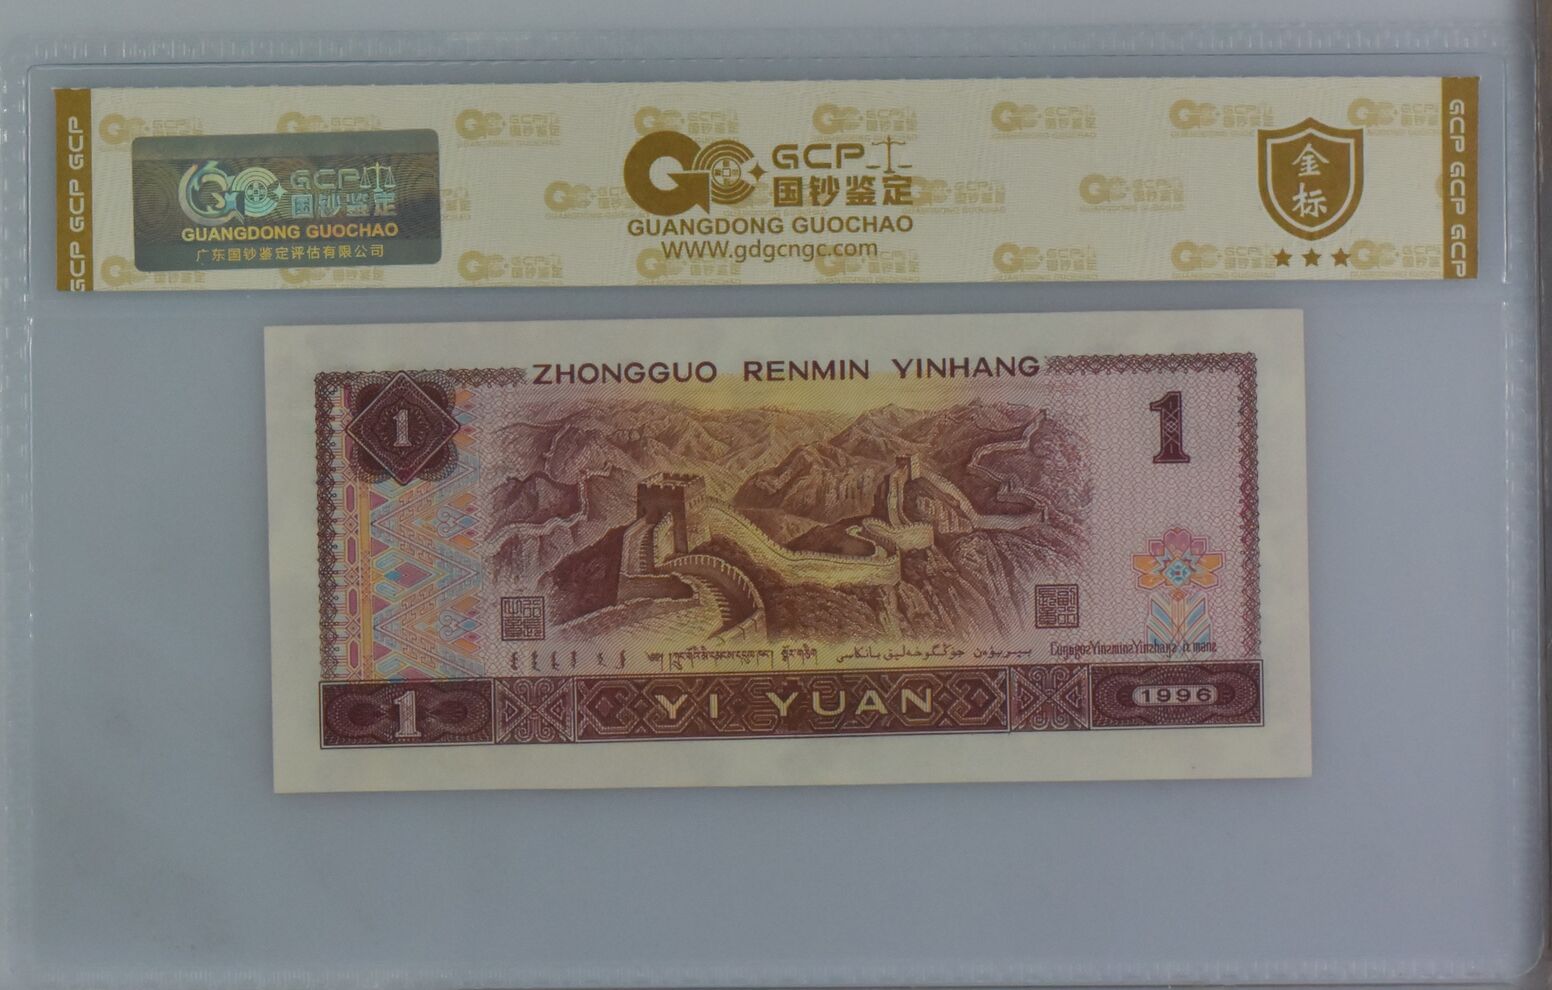 GCP GCP GCP
GCP
国钞鉴定
GUANGDONG GUOCHAO
广东国钞鉴定评估有限公司
GCP
国钞鉴定
GUANGDONG GUOCHAO
WWW.gdgcngc.com
金
标
GCP GCP GCP GCP
ZHONGGUO RENMIN YINHANG
1
1
1
YI YUAN
1996